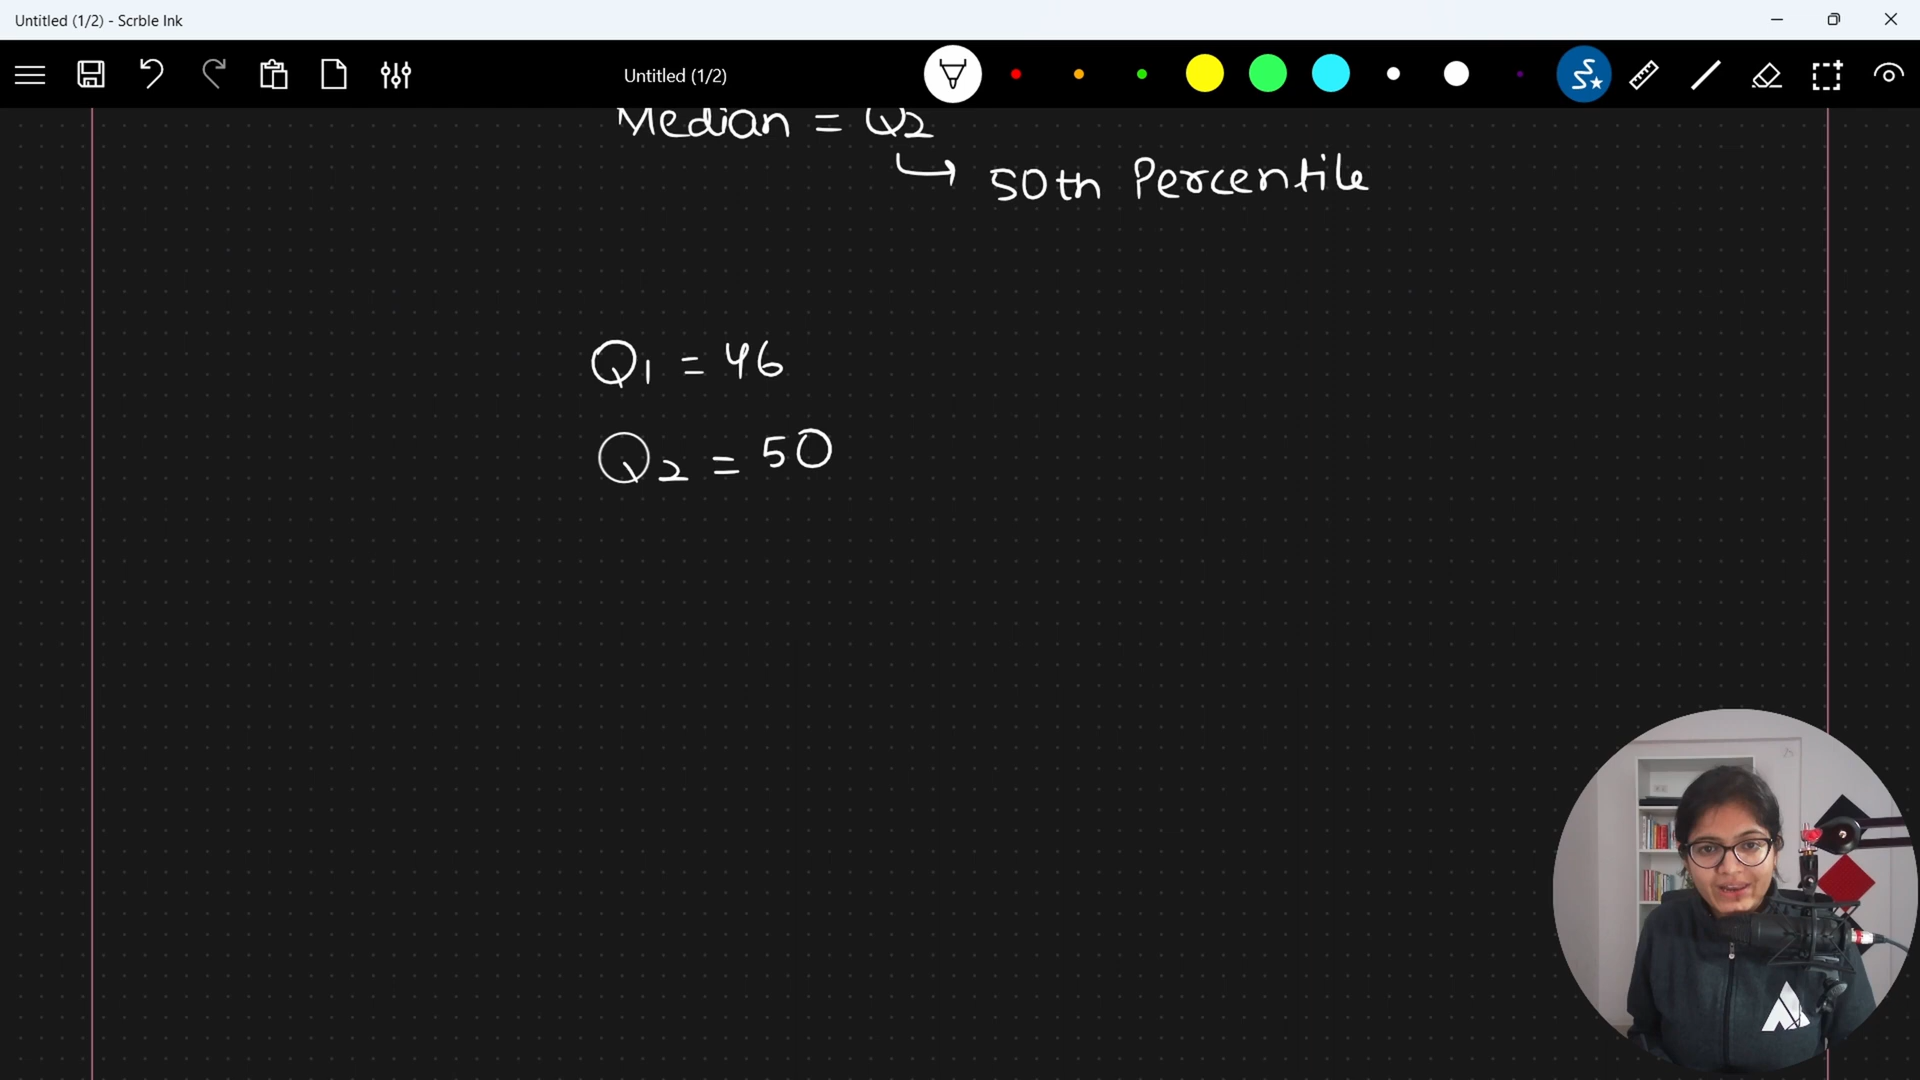 Untitled (1/2) - Scrble Ink
Untitled (1/2)
Median = Q2
↳ 50th Percentile
Q1 = 46
Q2 = 50